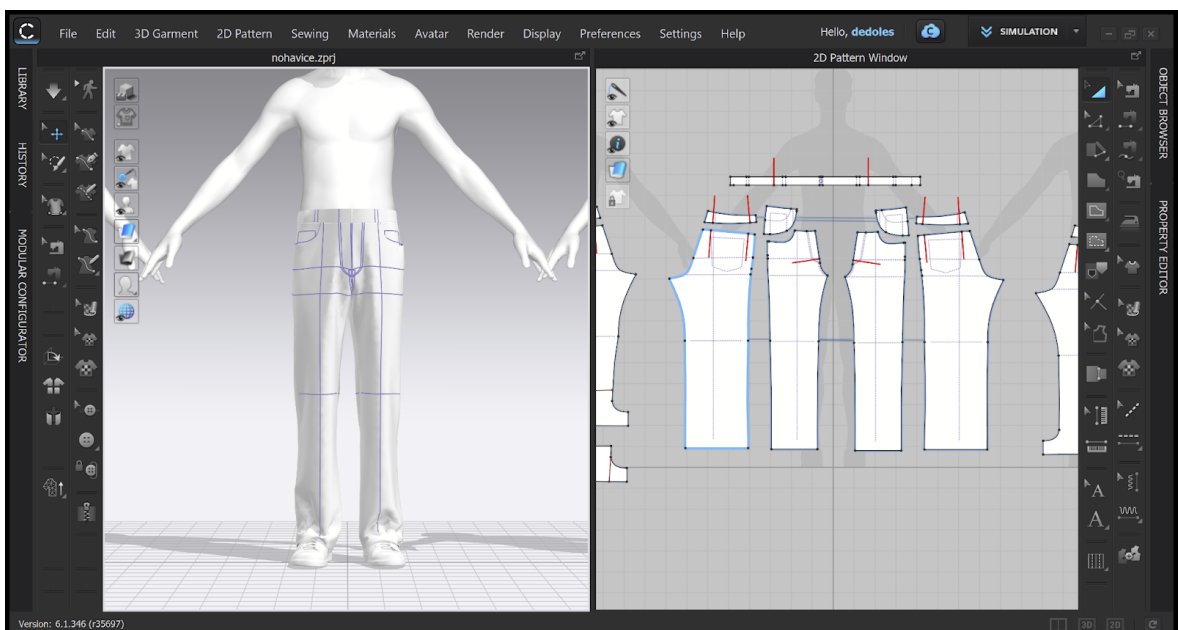 File Edit 3D Garment 2D Pattern Sewing Materials Avatar Render Display Preferences Settings Help Hello, dedoles SIMULATION
nohavice.zprj
2D Pattern Window
LIBRARY
HISTORY
MODULAR CONFIGURATOR
OBJECT BROWSER
PROPERTY EDITOR
A
A
Version: 6.1.346 (r35697)
3D 2D